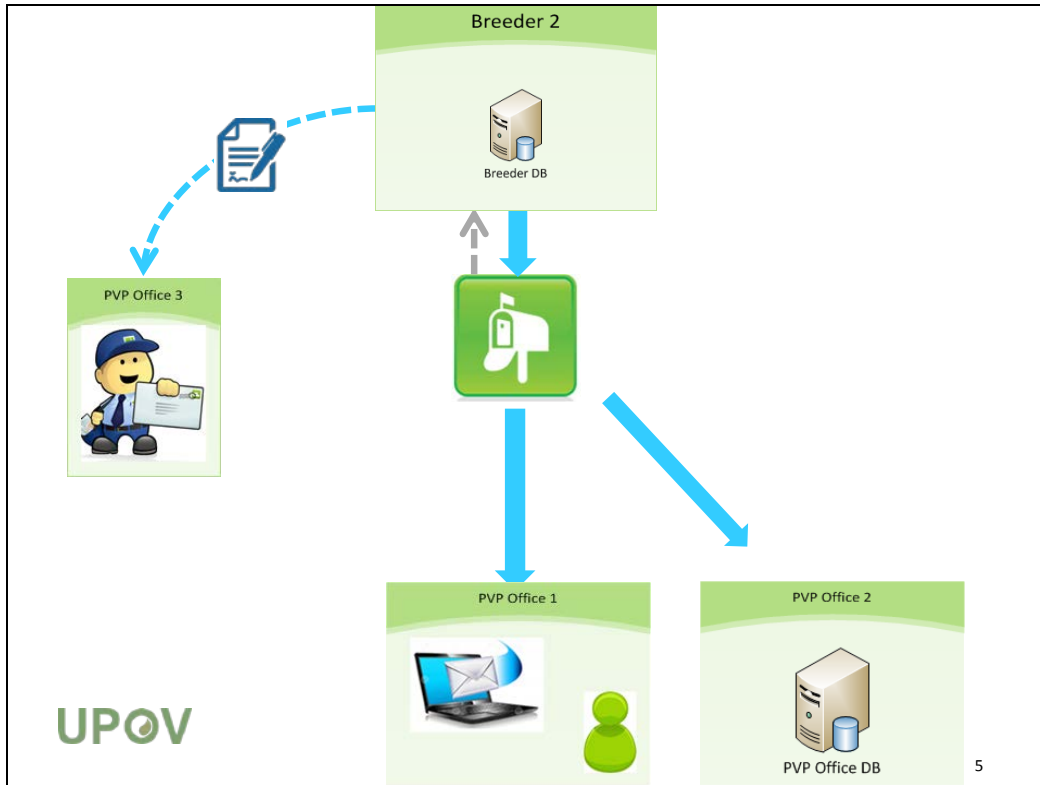 Breeder 2
Breeder DB
PVP Office 3
PVP Office 1
PVP Office 2
PVP Office DB
UPOV
5